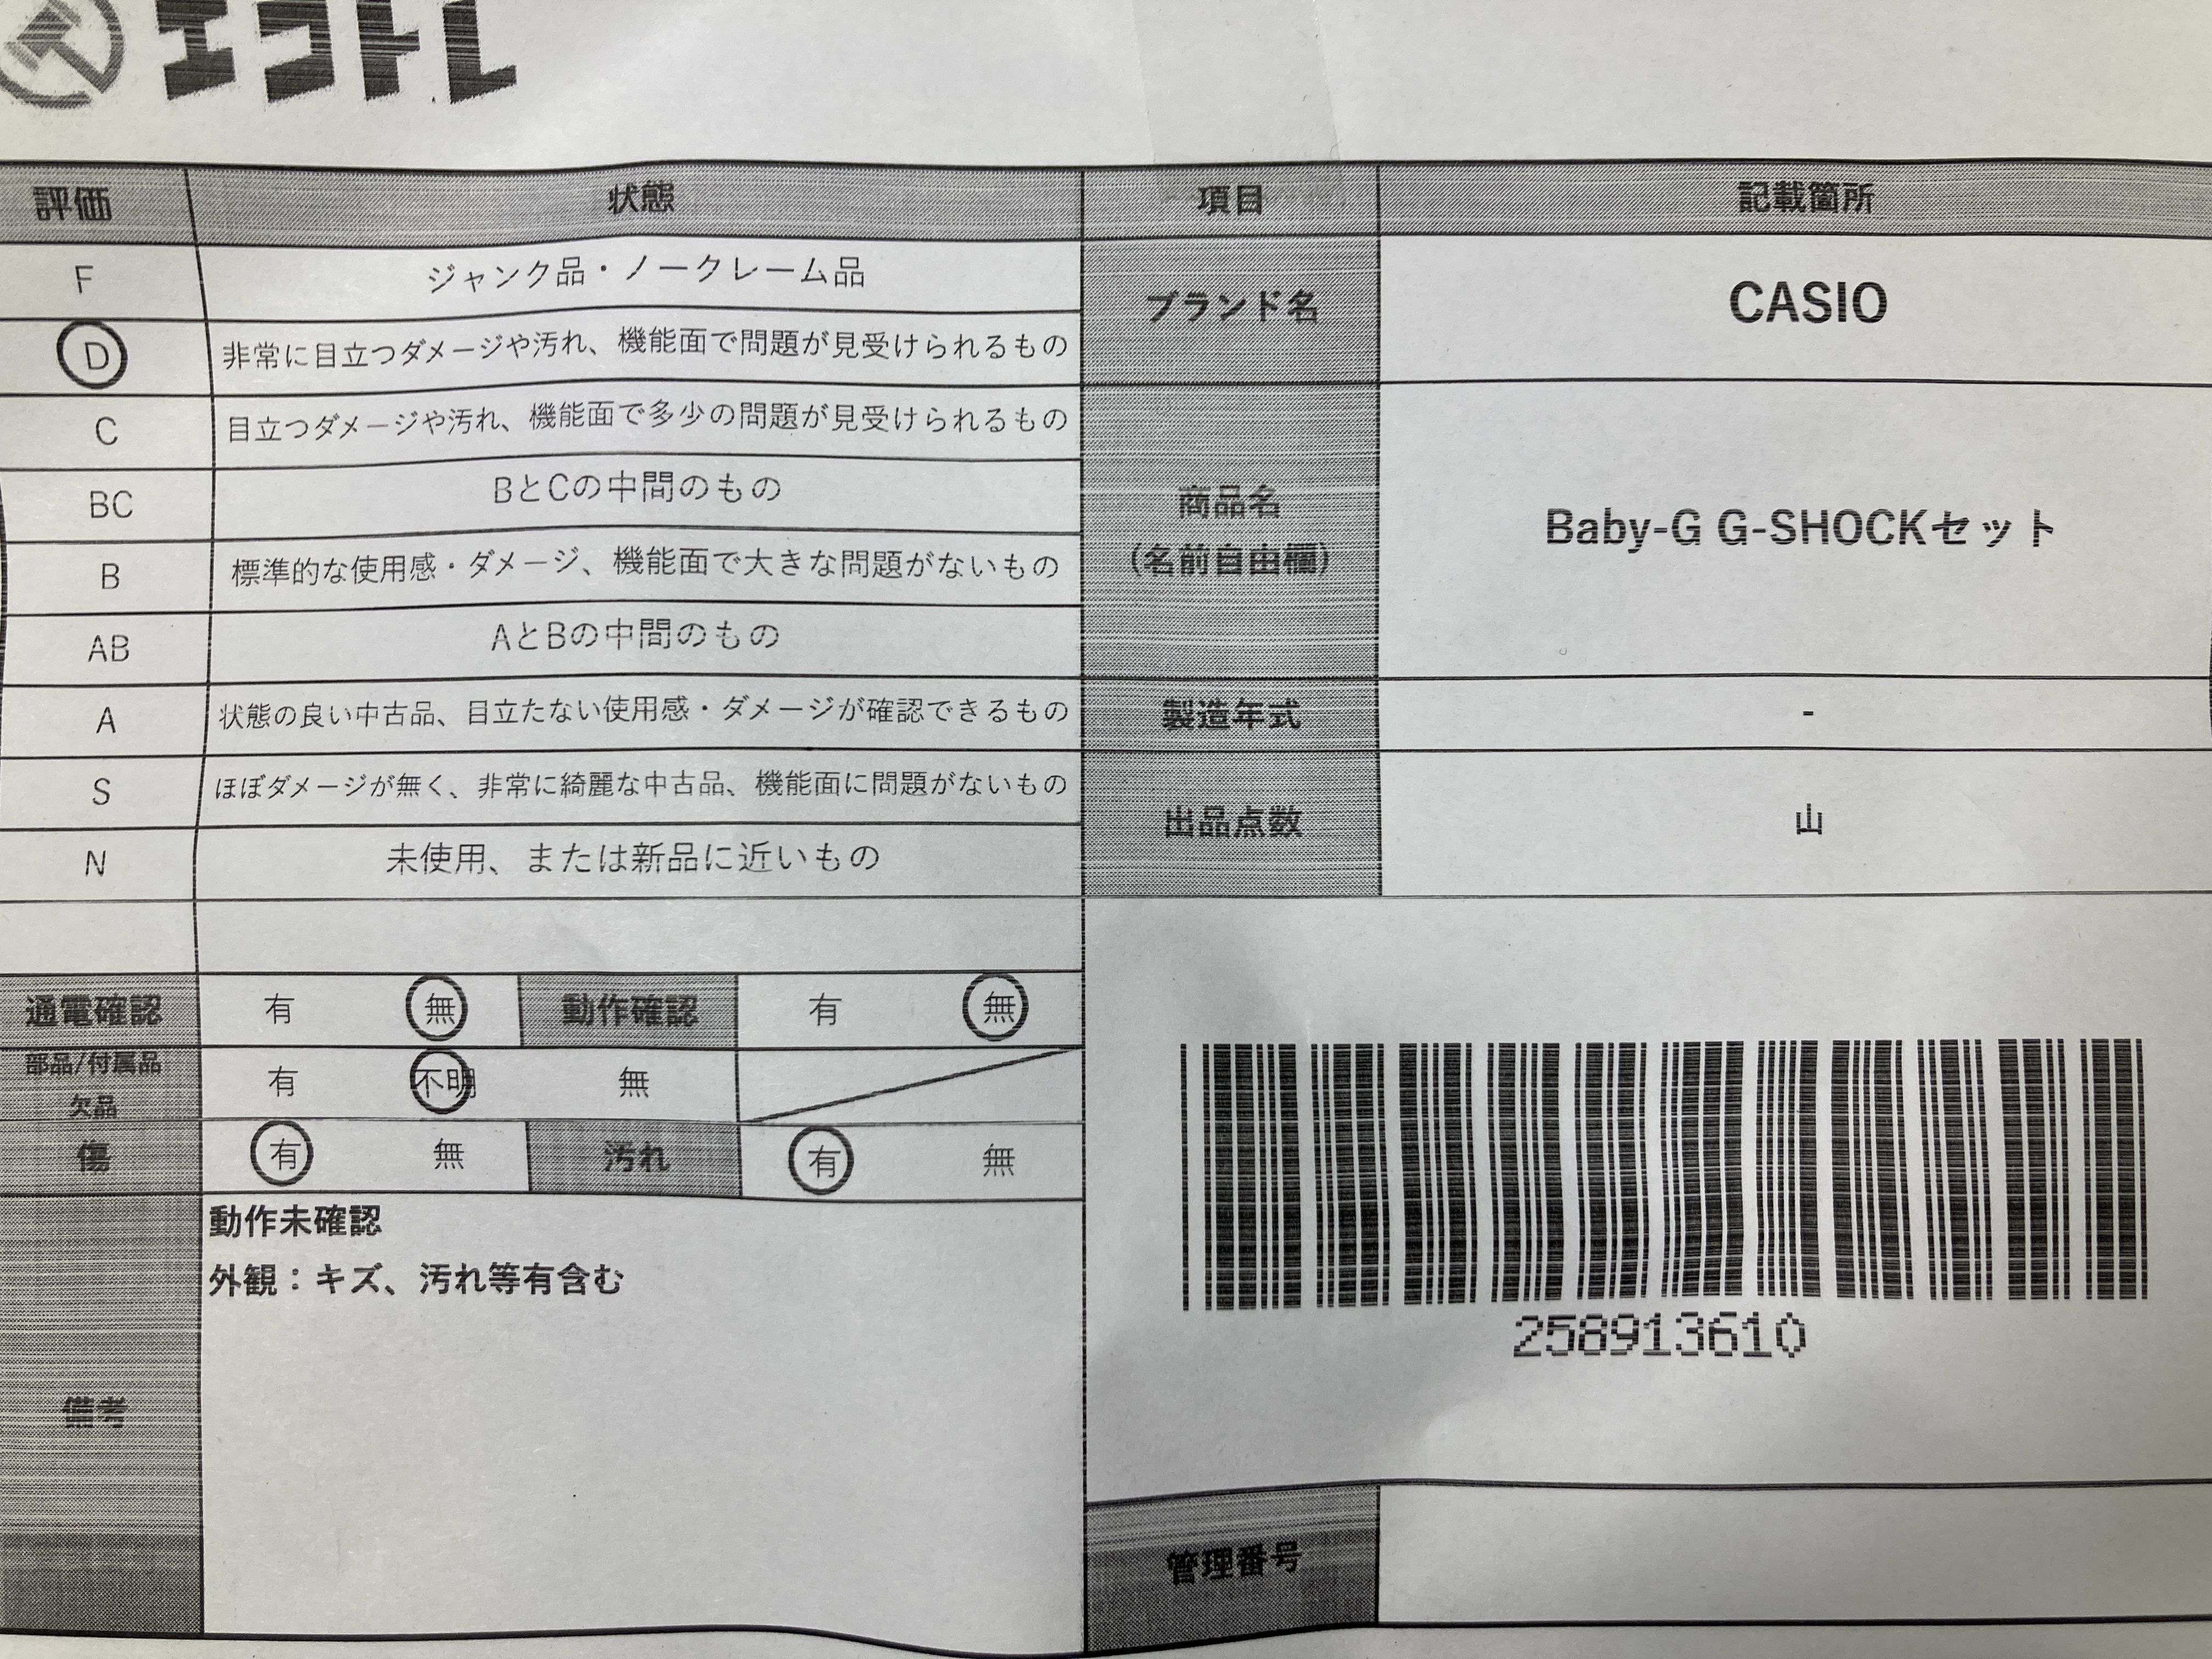 エコトレ
評価 状態 項目 記載箇所
F ジャンク品・ノークレーム品
D 非常に目立つダメージや汚れ、機能面で問題が見受けられるもの
C 目立つダメージや汚れ、機能面で多少の問題が見受けられるもの
BC BとCの中間のもの
B 標準的な使用感・ダメージ、機能面で大きな問題がないもの
AB AとBの中間のもの
A 状態の良い中古品、目立たない使用感・ダメージが確認できるもの
S ほぼダメージが無く、非常に綺麗な中古品、機能面に問題がないもの
N 未使用、または新品に近いもの
ブランド名 CASIO
商品名
(名前自由欄)
Baby-G G-SHOCKセット
製造年式 -
出品点数 山
通電確認 有 無 動作確認 有 無
部品/付属品
欠品
有 不明 無
傷 有 無 汚れ 有 無
備考
動作未確認
外観：キズ、汚れ等有含む
258913610
管理番号